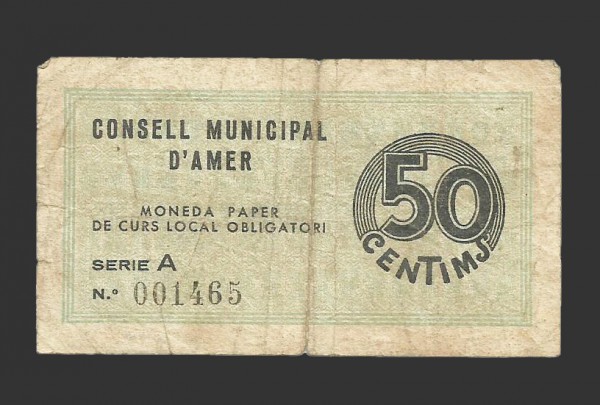 CONSELL MUNICIPAL
D'AMER
MONEDA PAPER
DE CURS LOCAL OBLIGATORI
SERIE A
N.º 001465
50
CENTIMS